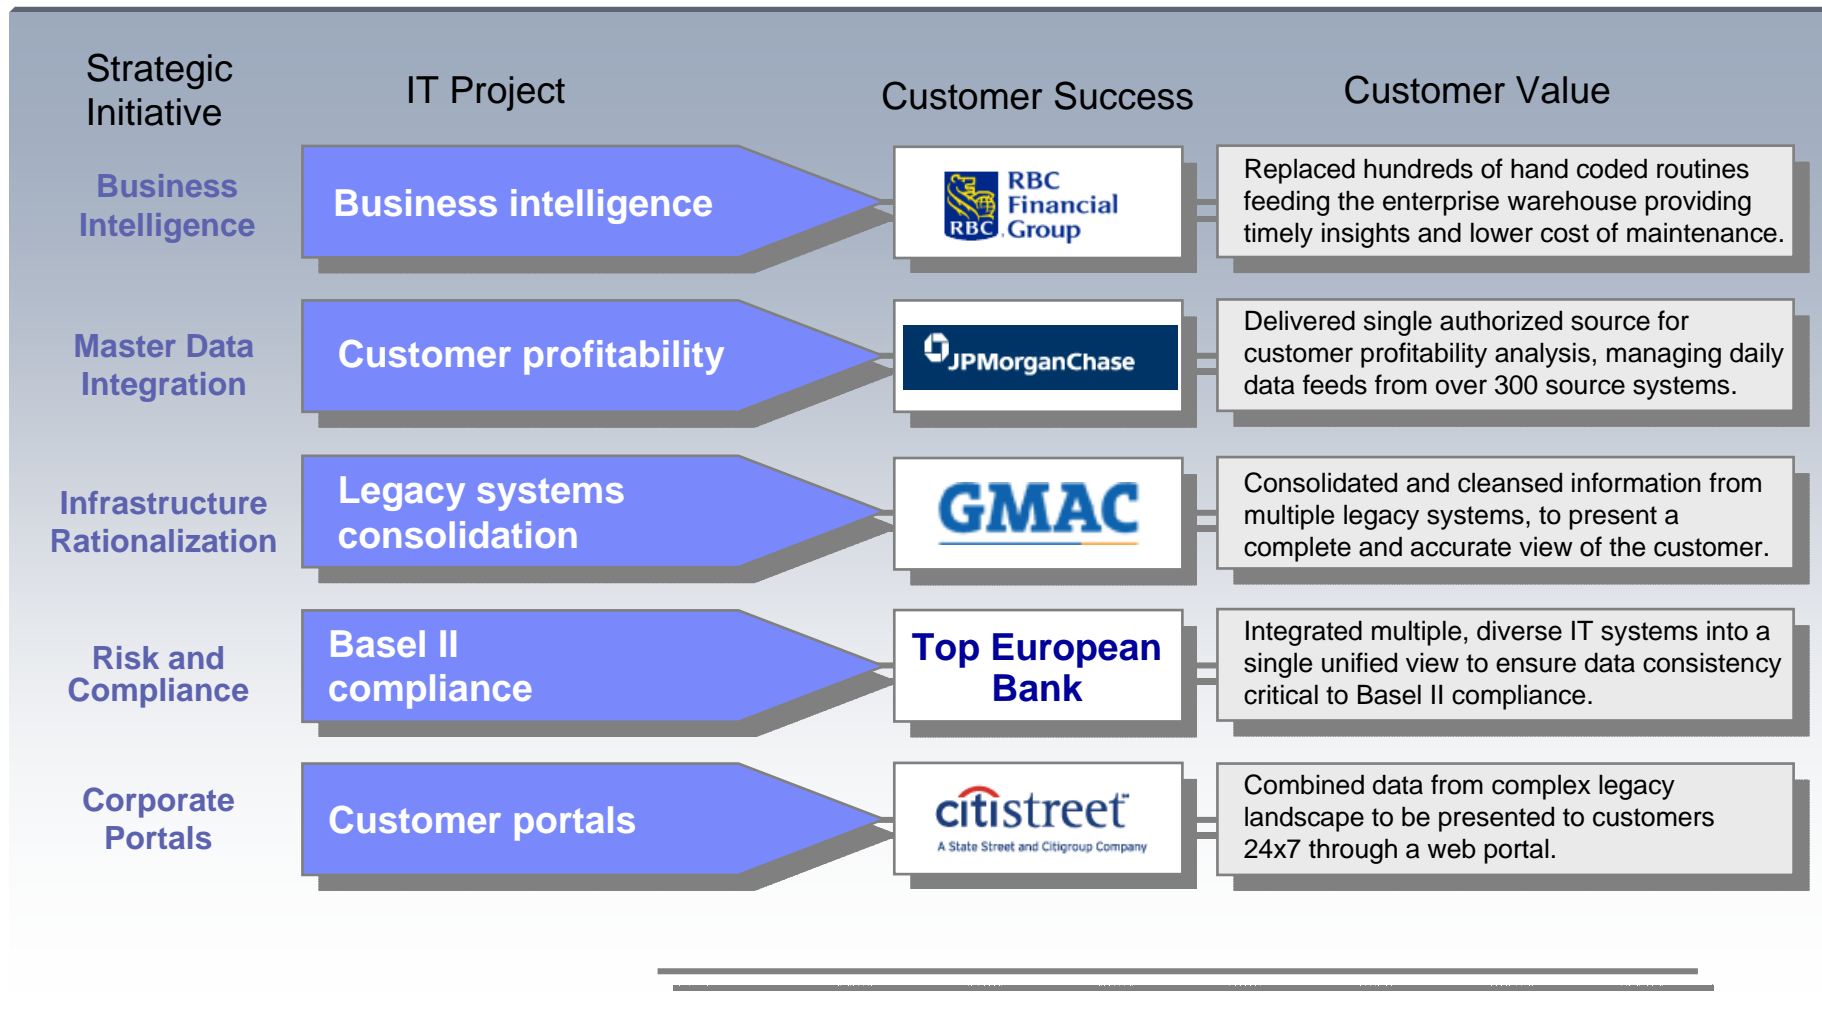 Strategic
Initiative
IT Project
Customer Success
Customer Value
Business
Intelligence
Business intelligence
RBC
Financial
Group
RBC
Replaced hundreds of hand coded routines
feeding the enterprise warehouse providing
timely insights and lower cost of maintenance.
Master Data
Integration
Customer profitability
JPMorganChase
Delivered single authorized source for
customer profitability analysis, managing daily
data feeds from over 300 source systems.
Infrastructure
Rationalization
Legacy systems
consolidation
GMAC
Consolidated and cleansed information from
multiple legacy systems, to present a
complete and accurate view of the customer.
Risk and
Compliance
Basel II
compliance
Top European
Bank
Integrated multiple, diverse IT systems into a
single unified view to ensure data consistency
critical to Basel II compliance.
Corporate
Portals
Customer portals
citistreet
A State Street and Citigroup Company
Combined data from complex legacy
landscape to be presented to customers
24x7 through a web portal.